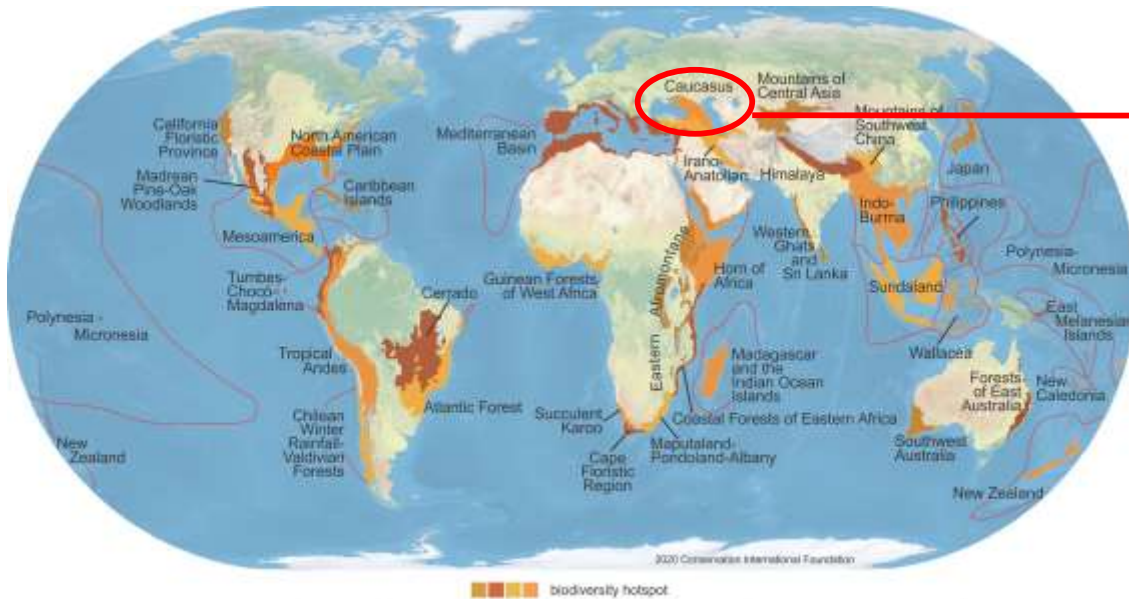 Caucasus
Mountains of
Central Asia
Mountains of
Southwest
China
California
Floristic
Province
North American
Coastal Plain
Mediterranean
Basin
Irano-
Anatolian
Himalaya
Japan
Madrean
Pine-Oak
Woodlands
Caribbean
Islands
Indo-
Burma
Philippines
Mesoamerica
Western
Ghats
and
Sri Lanka
Polynesia-
Micronesia
Guinean Forests
of West Africa
Horn of
Africa
Tumbes-
Chocó-
Magdalena
Cerrado
Eastern Afromontane
Sundaland
Polynesia -
Micronesia
East
Melanesian
Islands
Wallacea
Tropical
Andes
Madagascar
and the
Indian Ocean
Islands
Forests
of East
Australia
New
Caledonia
Atlantic Forest
Succulent
Karoo
Coastal Forests of Eastern Africa
Chilean
Winter
Rainfall-
Valdivian
Forests
Maputaland-
Pondoland-Albany
Cape
Floristic
Region
Southwest
Australia
New
Zealand
New Zealand
2020 Conservation International Foundation
biodiversity hotspot